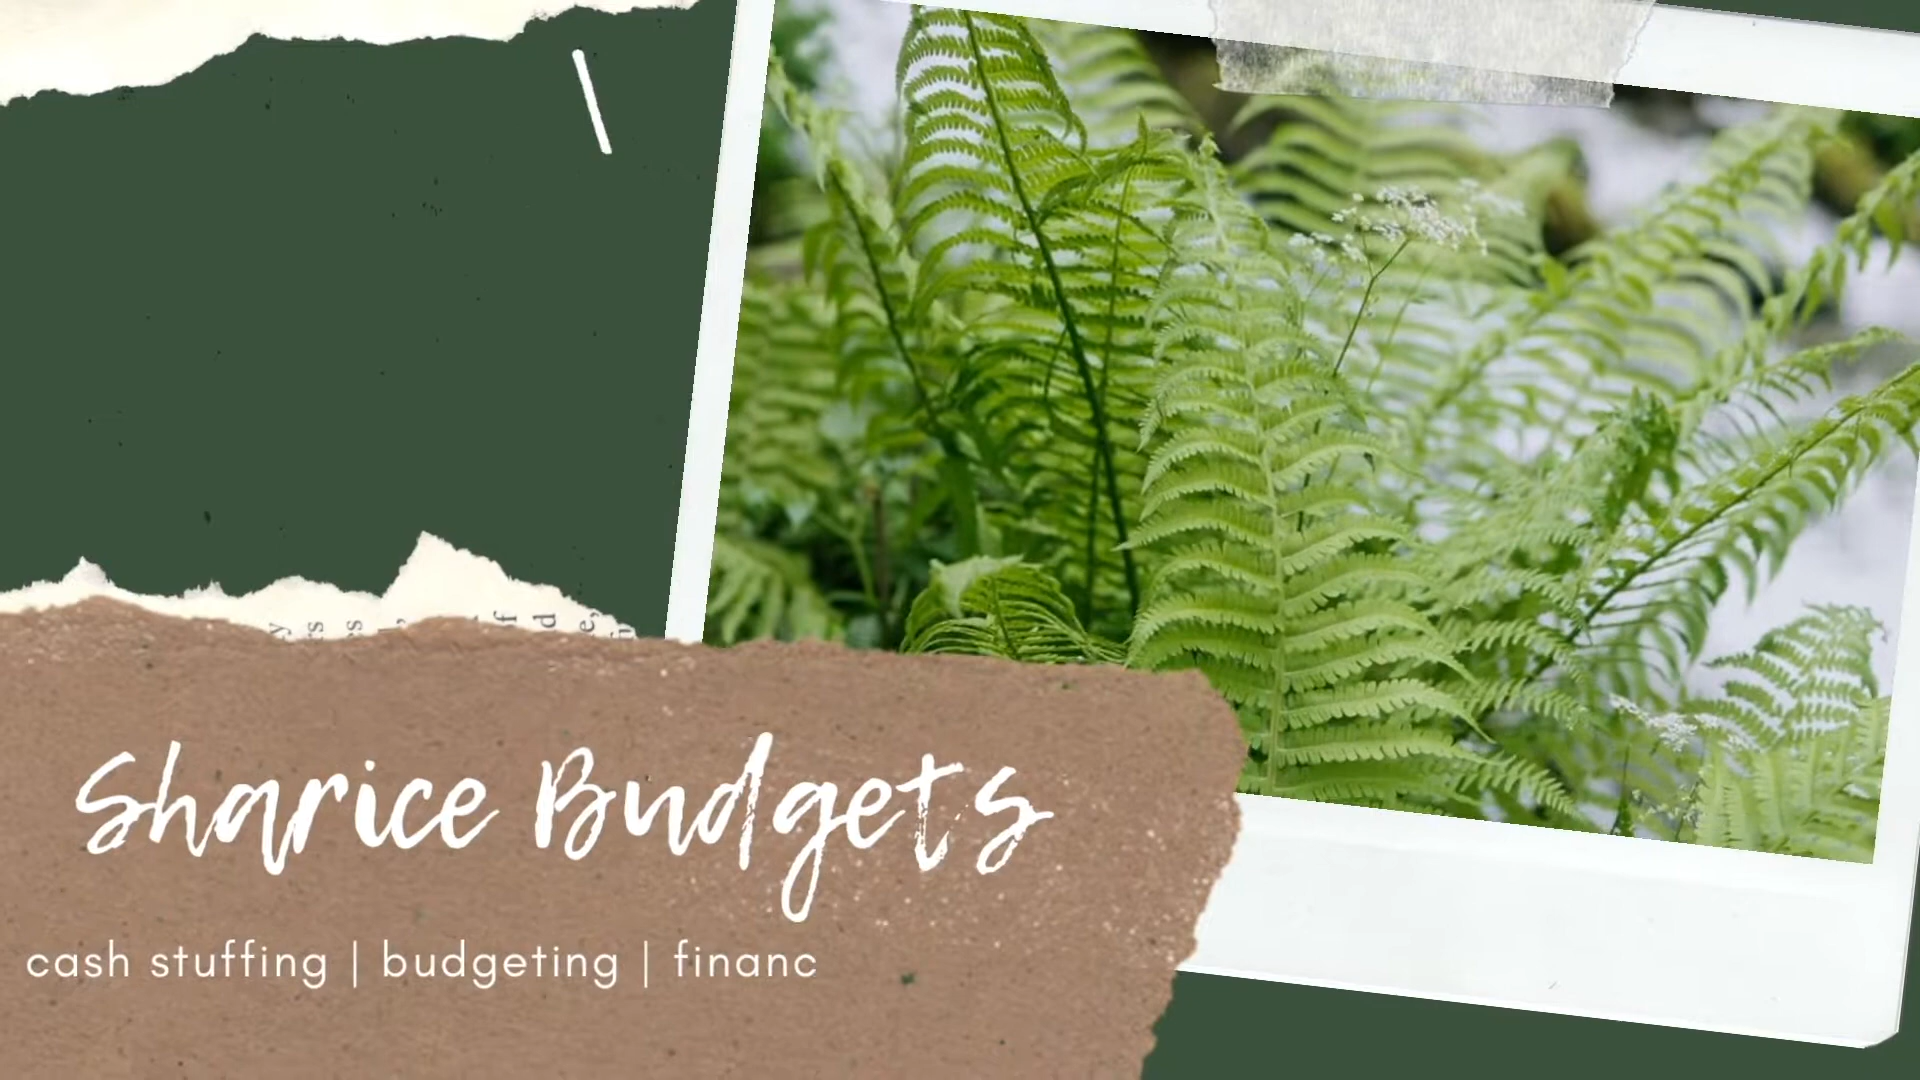 Sharice Budgets
cash stuffing | budgeting | financ